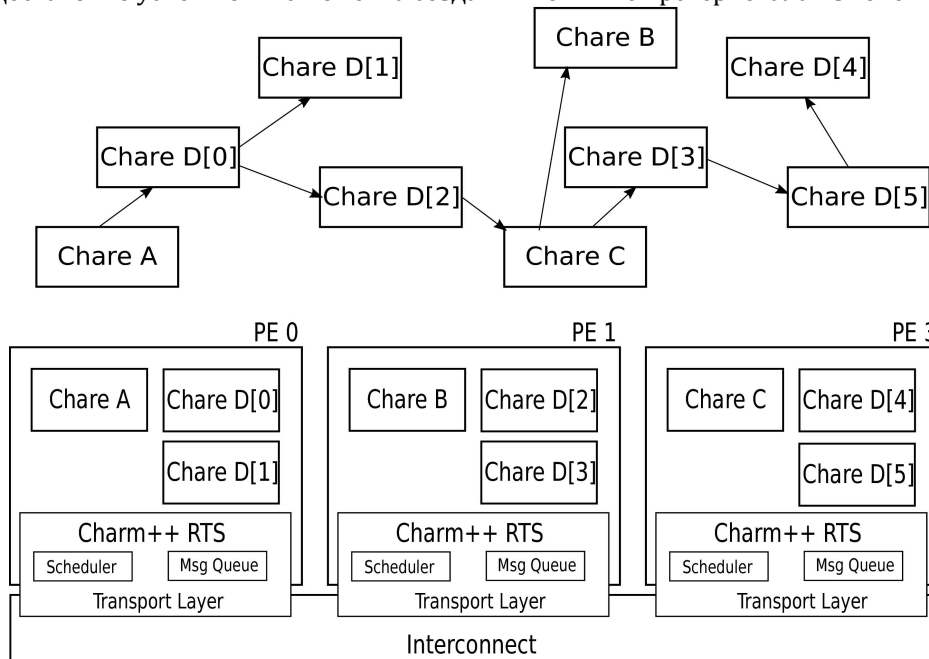 Chare B
Chare D[1]
Chare D[4]
Chare D[0]
Chare D[3]
Chare D[2]
Chare D[5]
Chare A
Chare C
PE 0
PE 1
PE 3
Chare A
Chare D[0]
Chare B
Chare D[2]
Chare C
Chare D[4]
Chare D[1]
Chare D[3]
Chare D[5]
Charm++ RTS
Charm++ RTS
Charm++ RTS
Scheduler
Msg Queue
Scheduler
Msg Queue
Scheduler
Msg Queue
Transport Layer
Transport Layer
Transport Layer
Interconnect